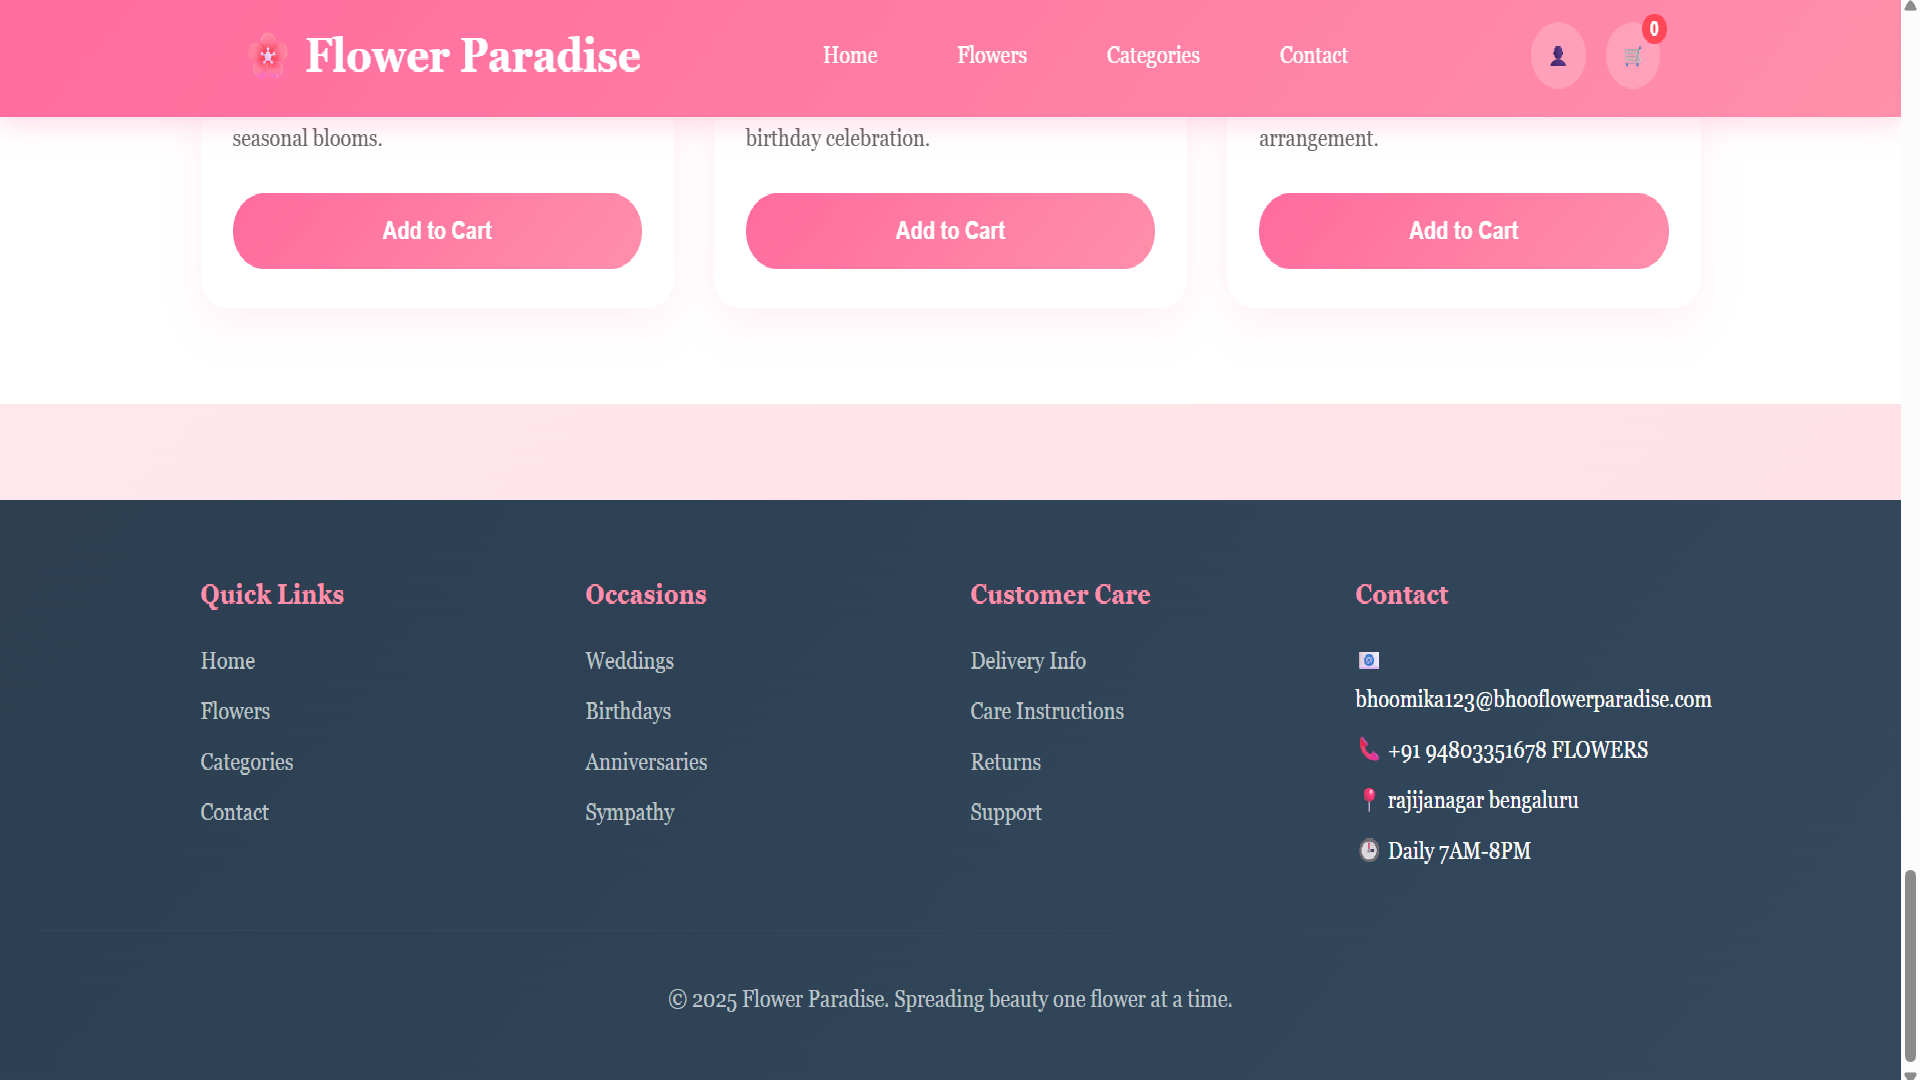 Flower Paradise
Home
Flowers
Categories
Contact
0
seasonal blooms.
birthday celebration.
arrangement.
Add to Cart
Add to Cart
Add to Cart
Quick Links
Home
Flowers
Categories
Contact
Occasions
Weddings
Birthdays
Anniversaries
Sympathy
Customer Care
Delivery Info
Care Instructions
Returns
Support
Contact
bhoomika123@bhooflowerparadise.com
+91 94803351678 FLOWERS
rajijanagar bengaluru
Daily 7AM-8PM
© 2025 Flower Paradise. Spreading beauty one flower at a time.